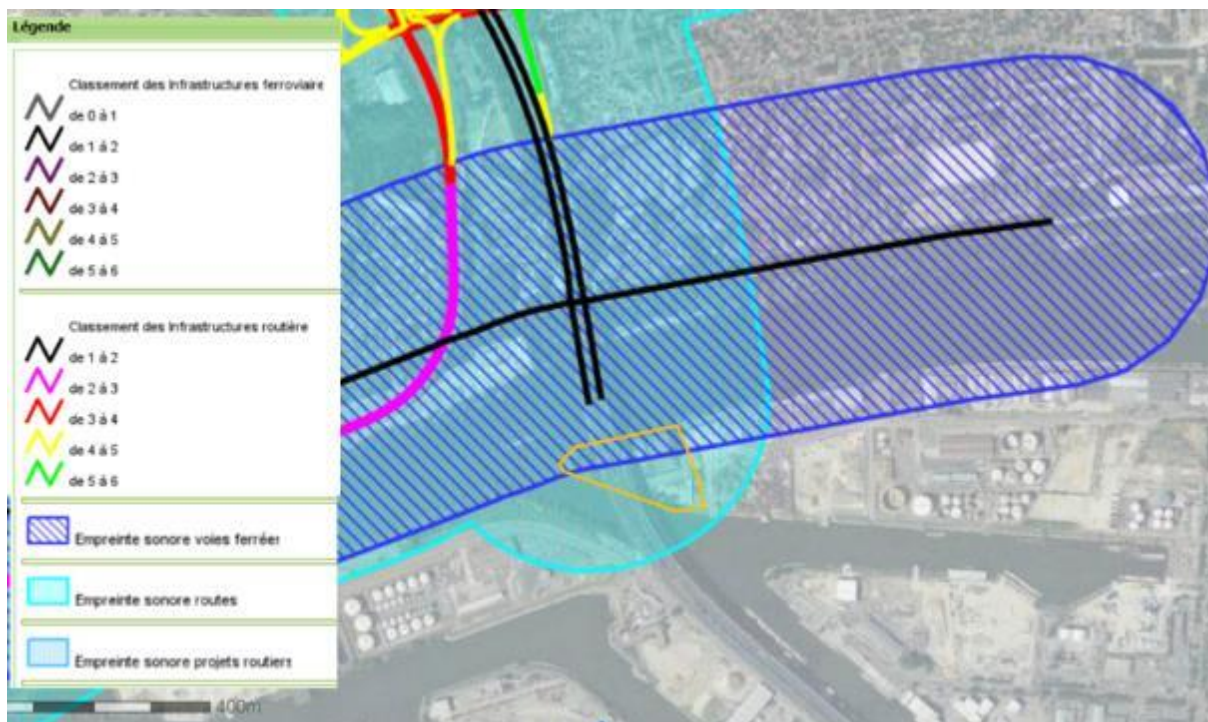 Légende
Classement des Infrastructures ferroviaire
de 0 à 1
de 1 à 2
de 2 à 3
de 3 à 4
de 4 à 5
de 5 à 6
Classement des Infrastructures routière
de 1 à 2
de 2 à 3
de 3 à 4
de 4 à 5
de 5 à 6
Empreinte sonore voies ferrées
Empreinte sonore routes
Empreinte sonore projets routiers
400m